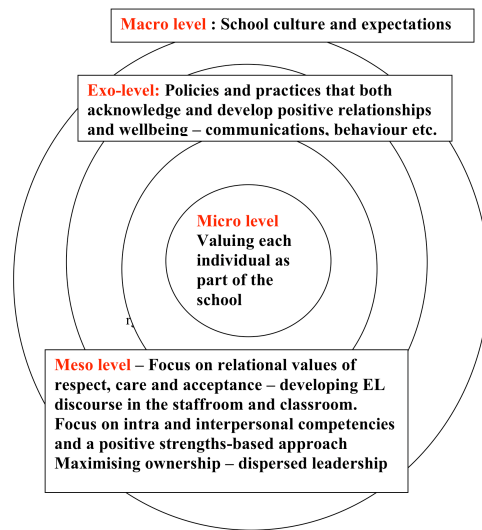 Macro level : School culture and expectations
Exo-level: Policies and practices that both
acknowledge and develop positive relationships
and wellbeing – communications, behaviour etc.
Micro level
Valuing each
individual as
part of the
school
Meso level – Focus on relational values of
respect, care and acceptance – developing EL
discourse in the staffroom and classroom.
Focus on intra and interpersonal competencies
and a positive strengths-based approach
Maximising ownership – dispersed leadership